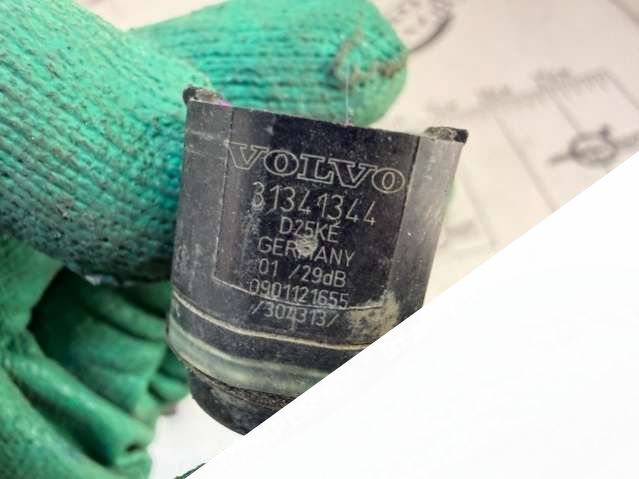 VOLVO
31341344
D25KE
GERMANY
01 /29dB
0901121655
/304313/